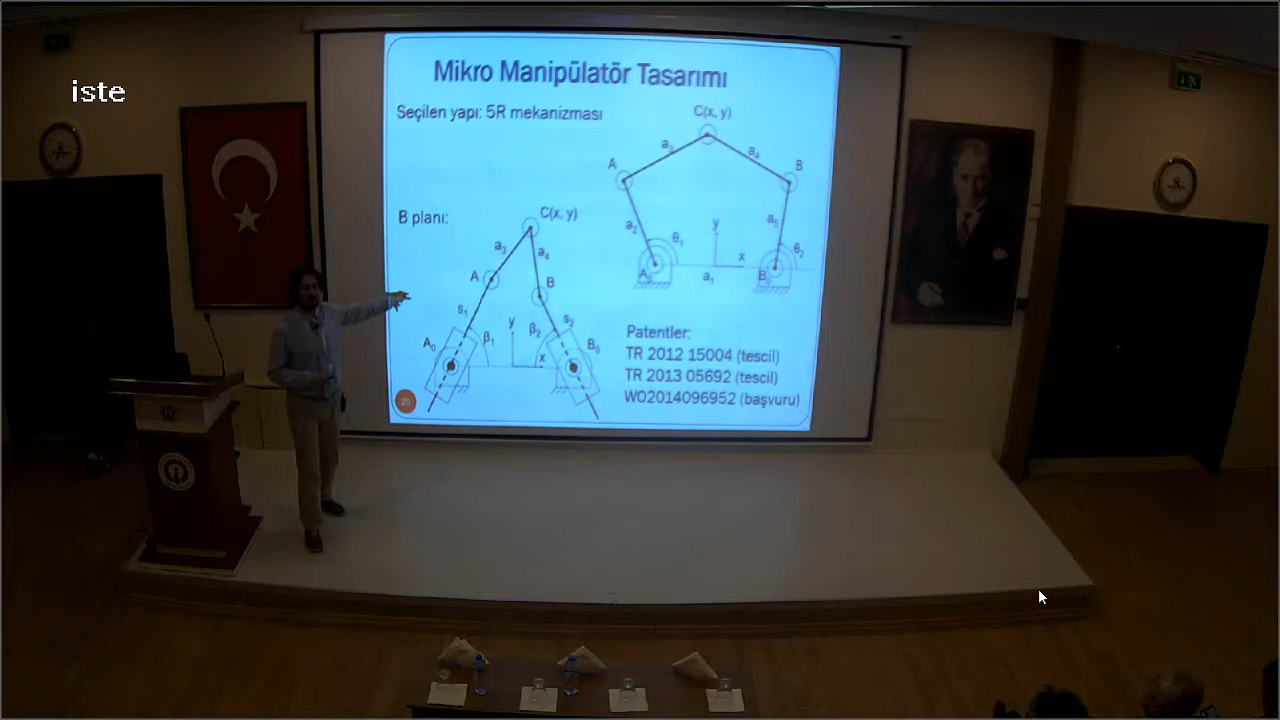 iste
Mikro Manipülatör Tasarımı
Seçilen yapı: 5R mekanizması
C(x, y)
a₃
a₄
A
B
a₂
a₅
y
θ₁
θ₂
x
A₀
a₁
B₀
B planı:
C(x, y)
a₃
a₄
A
B
s₁
s₂
y
β₁
β₂
A₀
B₀
x
Patentler:
TR 2012 15004 (tescil)
TR 2013 05692 (tescil)
WO2014096952 (başvuru)
25